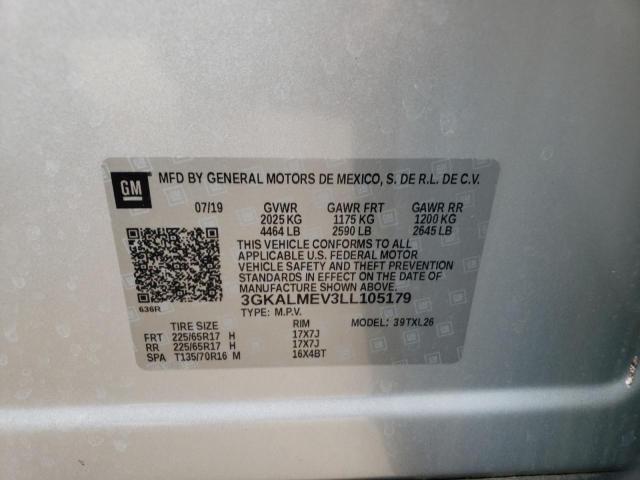 GM
MFD BY GENERAL MOTORS DE MEXICO, S. DE R.L. DE C.V.
07/19 GVWR GAWR FRT GAWR RR
2025 KG 1175 KG 1200 KG
4464 LB 2590 LB 2645 LB
THIS VEHICLE CONFORMS TO ALL
APPLICABLE U.S. FEDERAL MOTOR
VEHICLE SAFETY AND THEFT PREVENTION
STANDARDS IN EFFECT ON THE DATE OF
MANUFACTURE SHOWN ABOVE.
3GKALMEV3LL105179
636R
TYPE: M.P.V.
MODEL: 39TXL26
TIRE SIZE RIM
FRT 225/65R17 H 17X7J
RR 225/65R17 H 17X7J
SPA T135/70R16 M 16X4BT